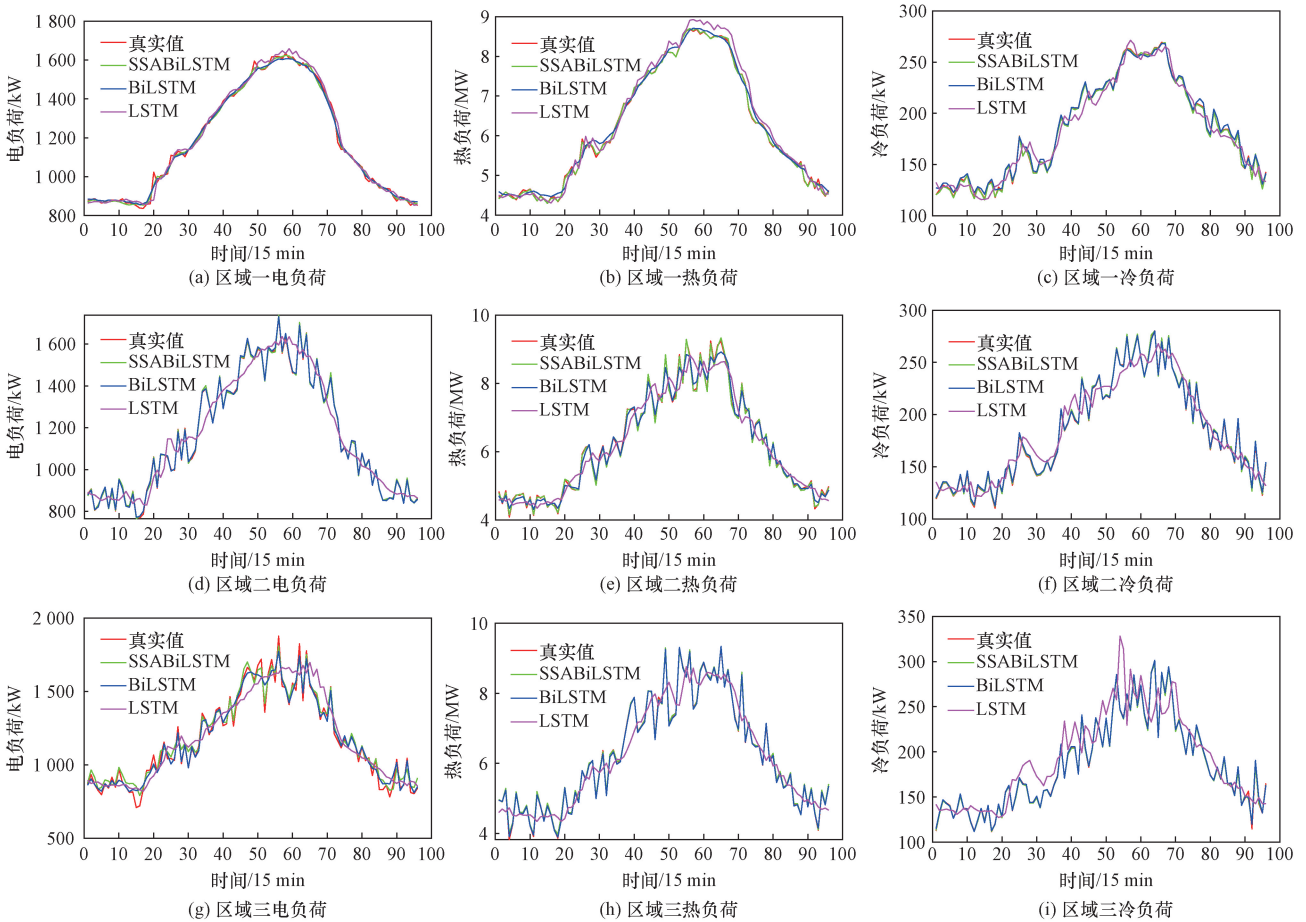 1 800
1 600
1 400
1 200
1 000
800
电负荷/kW
真实值
SSABiLSTM
BiLSTM
LSTM
0 10 20 30 40 50 60 70 80 90 100
时间/15 min
(a) 区域一电负荷
9
8
7
6
5
4
热负荷/MW
真实值
SSABiLSTM
BiLSTM
LSTM
0 10 20 30 40 50 60 70 80 90 100
时间/15 min
(b) 区域一热负荷
300
250
200
150
100
冷负荷/kW
真实值
SSABiLSTM
BiLSTM
LSTM
0 10 20 30 40 50 60 70 80 90 100
时间/15 min
(c) 区域一冷负荷
1 600
1 400
1 200
1 000
800
电负荷/kW
真实值
SSABiLSTM
BiLSTM
LSTM
0 10 20 30 40 50 60 70 80 90 100
时间/15 min
(d) 区域二电负荷
10
8
6
4
热负荷/MW
真实值
SSABiLSTM
BiLSTM
LSTM
0 10 20 30 40 50 60 70 80 90 100
时间/15 min
(e) 区域二热负荷
300
250
200
150
100
冷负荷/kW
真实值
SSABiLSTM
BiLSTM
LSTM
0 10 20 30 40 50 60 70 80 90 100
时间/15 min
(f) 区域二冷负荷
2 000
1 500
1 000
500
电负荷/kW
真实值
SSABiLSTM
BiLSTM
LSTM
0 10 20 30 40 50 60 70 80 90 100
时间/15 min
(g) 区域三电负荷
10
8
6
4
热负荷/MW
真实值
SSABiLSTM
BiLSTM
LSTM
0 10 20 30 40 50 60 70 80 90 100
时间/15 min
(h) 区域三热负荷
350
300
250
200
150
100
冷负荷/kW
真实值
SSABiLSTM
BiLSTM
LSTM
0 10 20 30 40 50 60 70 80 90 100
时间/15 min
(i) 区域三冷负荷